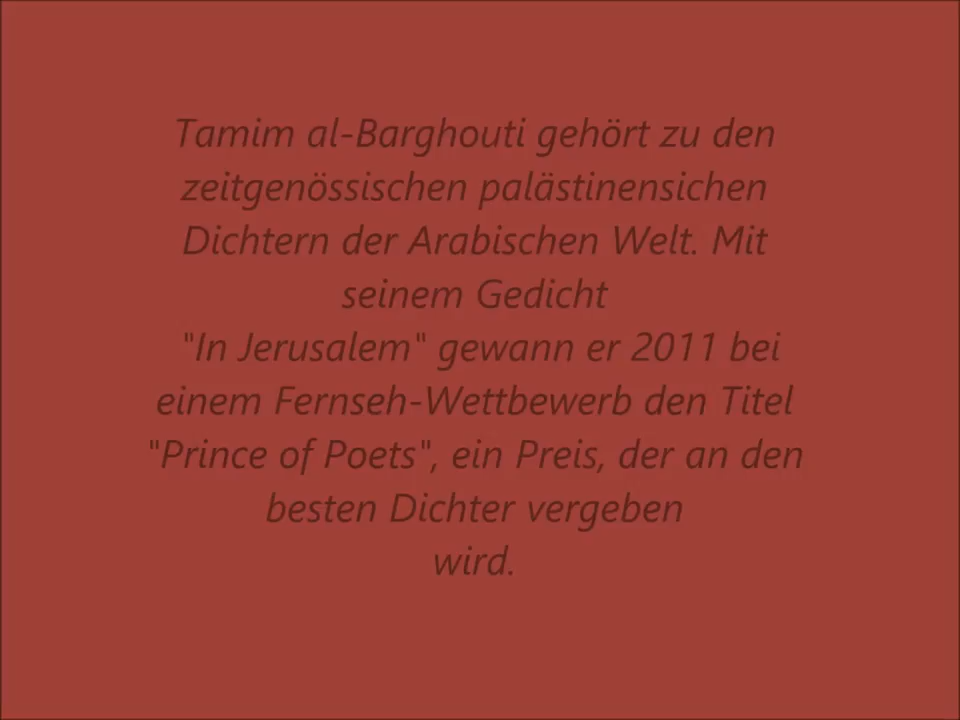 Tamim al-Barghouti gehört zu den
zeitgenössischen palästinensichen
Dichtern der Arabischen Welt. Mit
seinem Gedicht
"In Jerusalem" gewann er 2011 bei
einem Fernseh-Wettbewerb den Titel
"Prince of Poets", ein Preis, der an den
besten Dichter vergeben
wird.